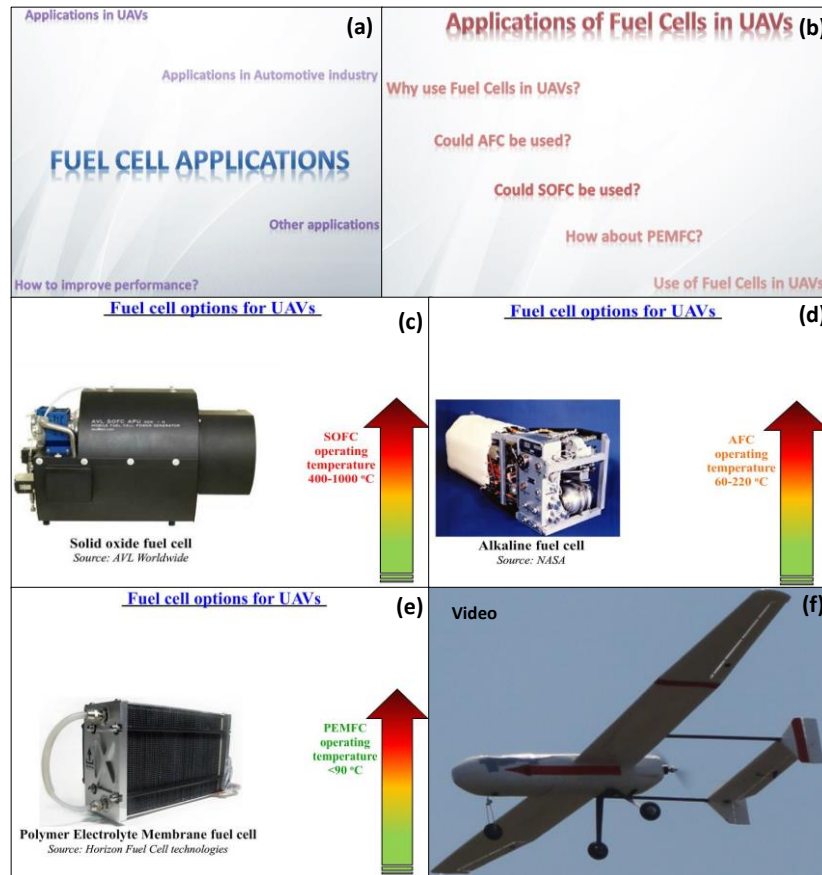 Applications in UAVs
(a)
Applications in Automotive industry
FUEL CELL APPLICATIONS
Other applications
How to improve performance?
Applications of Fuel Cells in UAVs
(b)
Why use Fuel Cells in UAVs?
Could AFC be used?
Could SOFC be used?
How about PEMFC?
Use of Fuel Cells in UAVs
Fuel cell options for UAVs
(c)
AVL SOFC APU
SOFC
operating
temperature
400-1000 °C
Solid oxide fuel cell
Source: AVL Worldwide
Fuel cell options for UAVs
(d)
AFC
operating
temperature
60-220 °C
Alkaline fuel cell
Source: NASA
Fuel cell options for UAVs
(e)
PEMFC
operating
temperature
<90 °C
Polymer Electrolyte Membrane fuel cell
Source: Horizon Fuel Cell technologies
Video
(f)